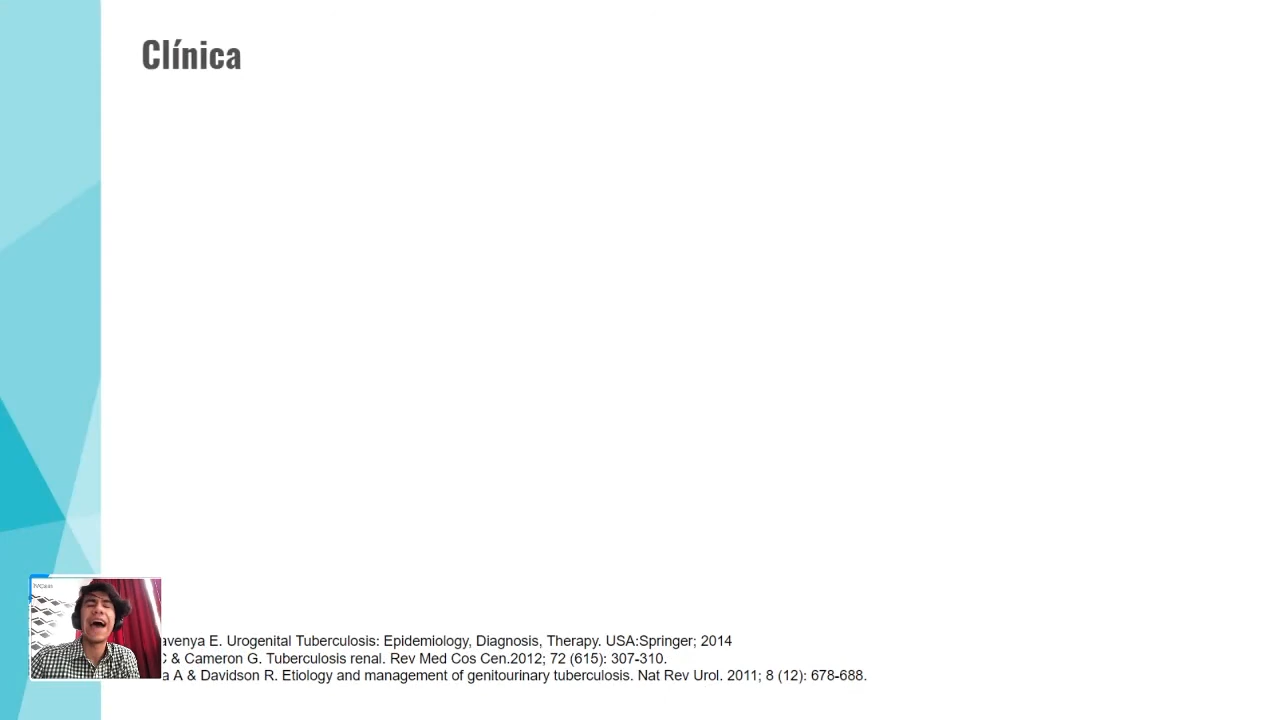 Clínica
avenya E. Urogenital Tuberculosis: Epidemiology, Diagnosis, Therapy. USA:Springer; 2014
C & Cameron G. Tuberculosis renal. Rev Med Cos Cen.2012; 72 (615): 307-310.
a A & Davidson R. Etiology and management of genitourinary tuberculosis. Nat Rev Urol. 2011; 8 (12): 678-688.